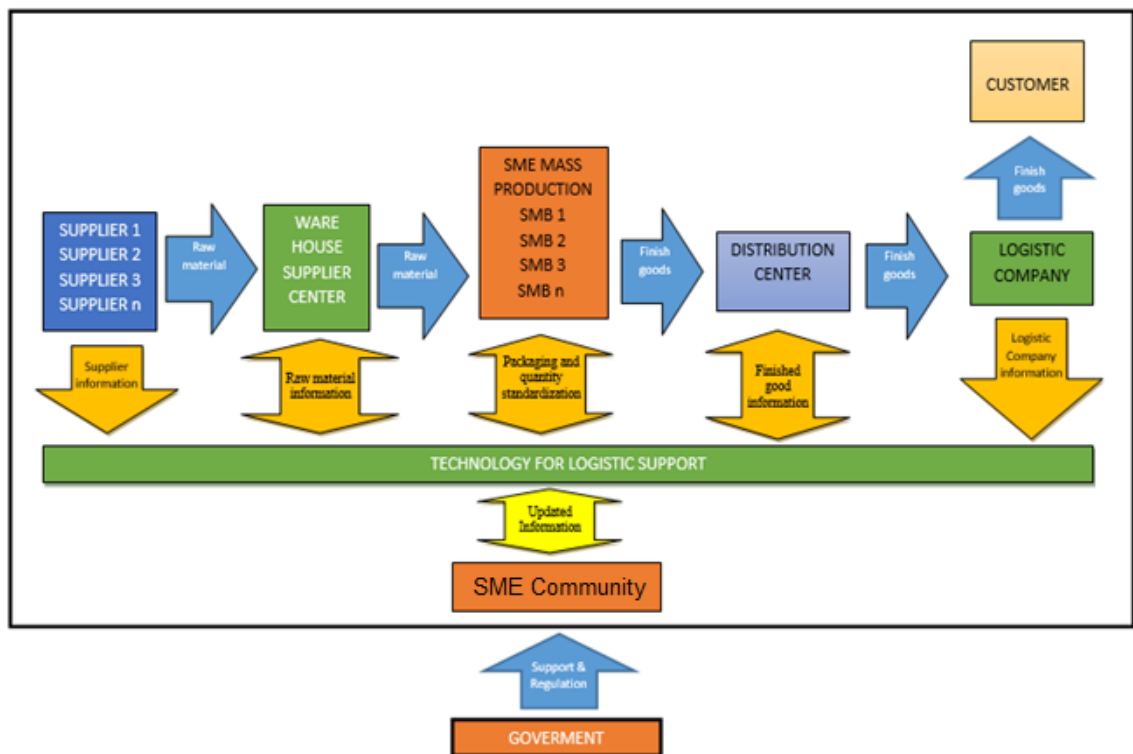 CUSTOMER
Finish
goods
SUPPLIER 1
SUPPLIER 2
SUPPLIER 3
SUPPLIER n
Raw
material
WARE
HOUSE
SUPPLIER
CENTER
Raw
material
SME MASS
PRODUCTION
SMB 1
SMB 2
SMB 3
SMB n
Finish
goods
DISTRIBUTION
CENTER
Finish
goods
LOGISTIC
COMPANY
Supplier
information
Raw material
information
Packaging and
quantity
standardization
Finished
good
information
Logistic
Company
information
TECHNOLOGY FOR LOGISTIC SUPPORT
Updated
Information
SME Community
Support &
Regulation
GOVERMENT